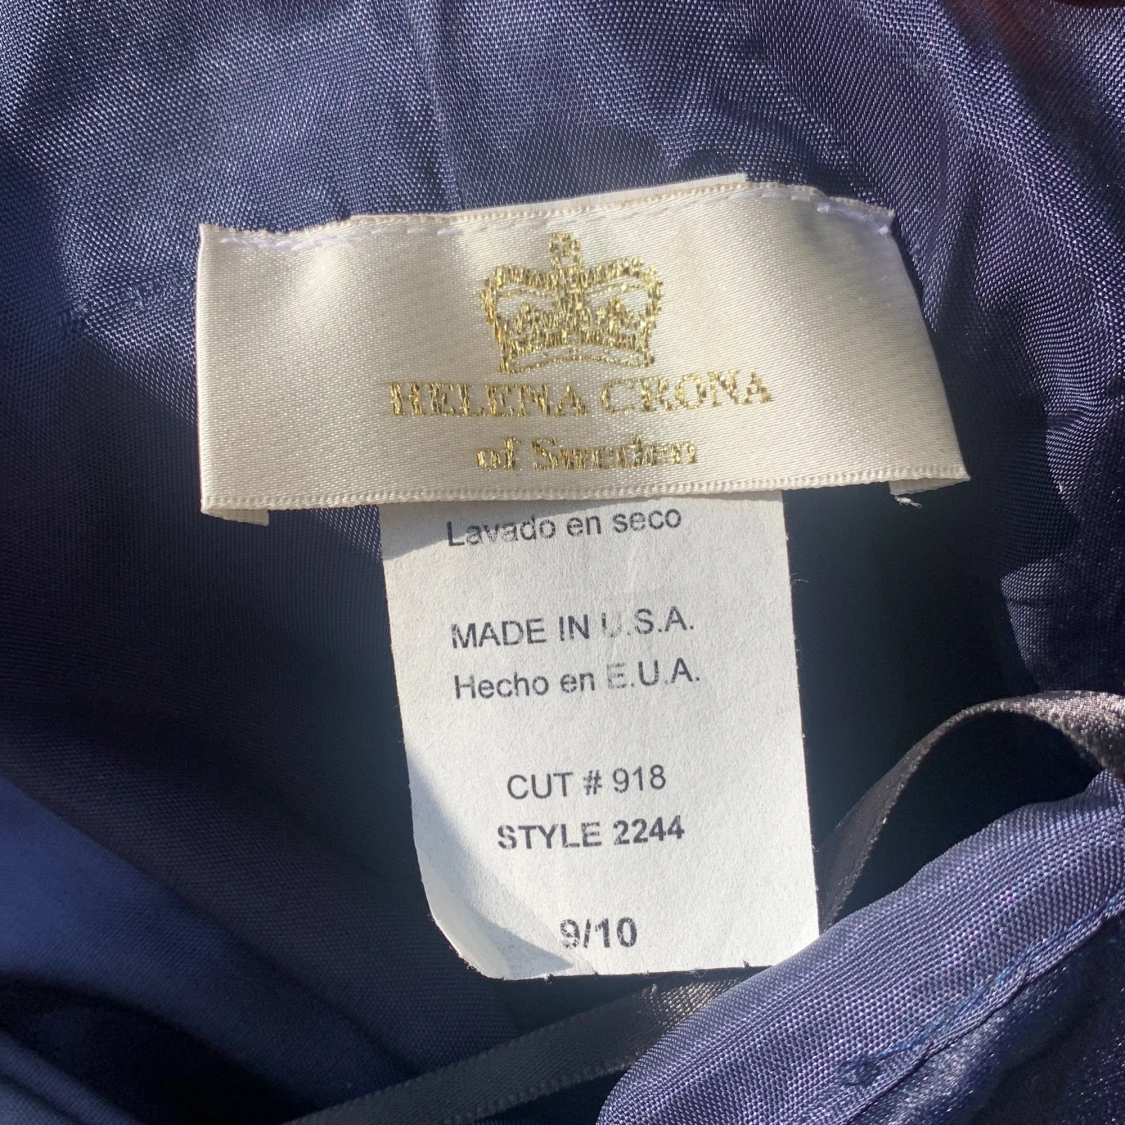 HELENA CRONA
of Sweden
Lavado en seco
MADE IN U.S.A.
Hecho en E.U.A.
CUT # 918
STYLE 2244
9/10